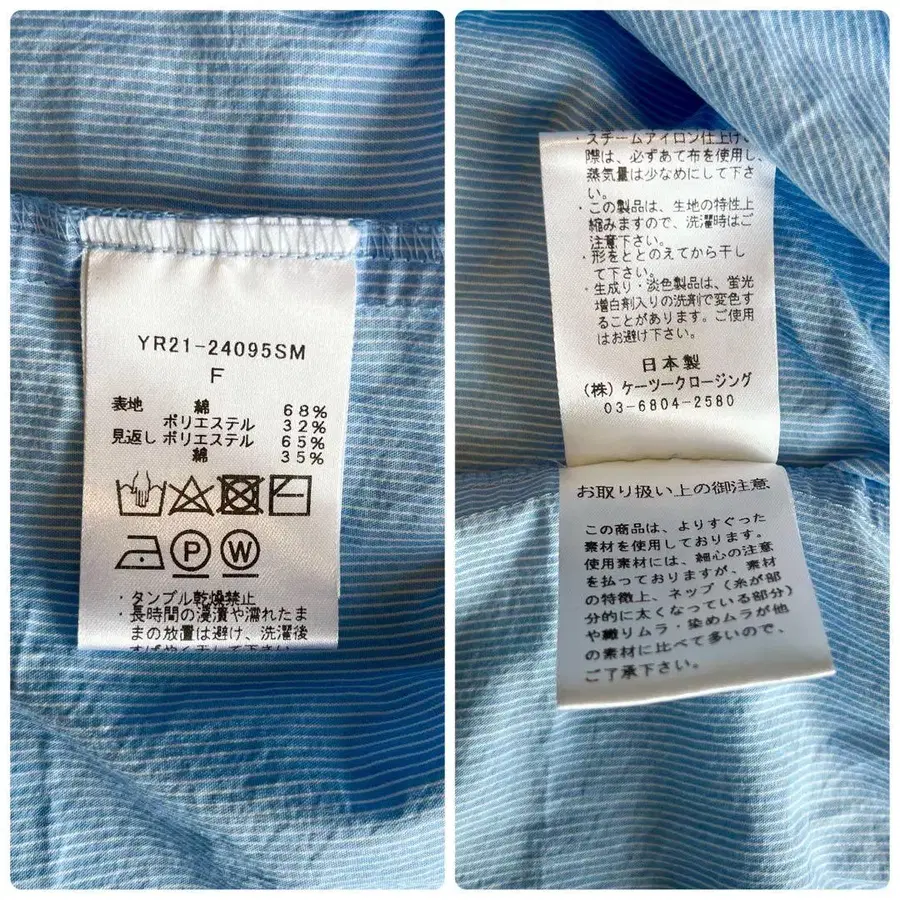 YR21-24095SM
F
表地 綿 68%
ポリエステル 32%
見返し ポリエステル 65%
綿 35%
P W
・タンブル乾燥禁止
・長時間の浸漬や濡れたま
まの放置は避け、洗濯後
すばやく干して下さい
・スチームアイロン仕上げ、
際は、必ずあて布を使用し、
蒸気量は少なめにして下さ
い。
・この製品は、生地の特性上
縮みますので、洗濯時はご
注意下さい。
・形をととのえてから干し
て下さい。
・生成り・淡色製品は、蛍光
増白剤入りの洗剤で変色す
ることがあります。ご使用
はお避け下さい。
日本製
(株) ケーツークロージング
03-6804-2580
お取り扱い上の御注意
この商品は、よりすぐった
素材を使用しております。
使用素材には、細心の注意
を払っておりますが、素材
の特徴上、ネップ(糸が部
分的に太くなっている部分)
や織りムラ・染めムラが他
の素材に比べて多いので、
ご了承下さい。